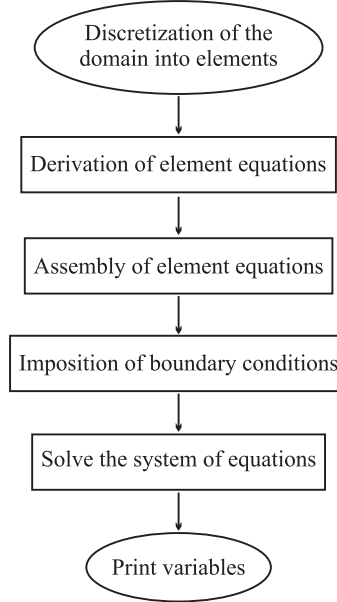 Discretization of the
domain into elements
Derivation of element equations
Assembly of element equations
Imposition of boundary conditions
Solve the system of equations
Print variables